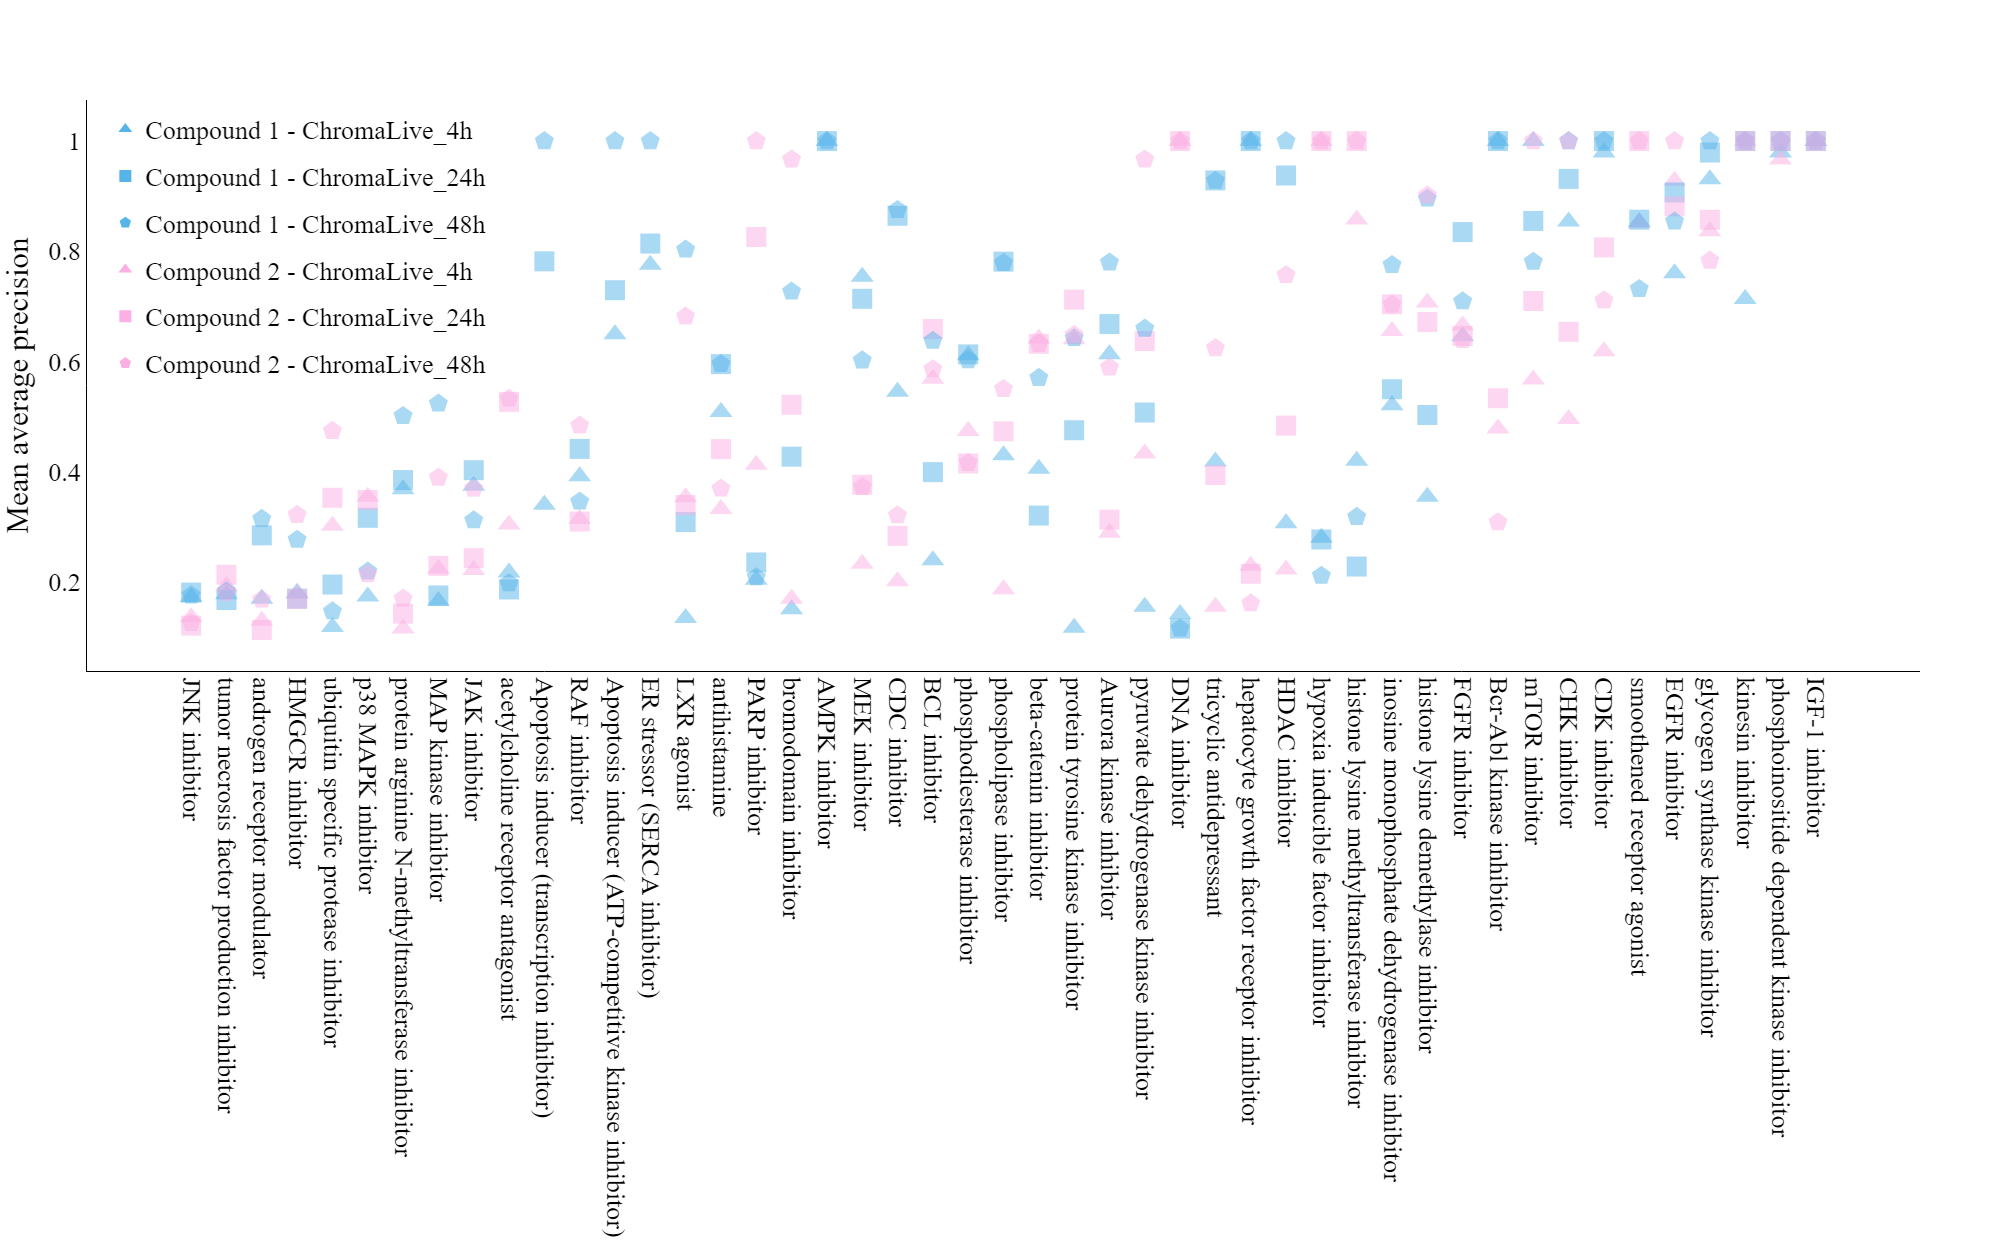 Compound 1 - ChromaLive_4h
Compound 1 - ChromaLive_24h
Compound 1 - ChromaLive_48h
Compound 2 - ChromaLive_4h
Compound 2 - ChromaLive_24h
Compound 2 - ChromaLive_48h
Mean average precision
1
0.8
0.6
0.4
0.2
JNK inhibitor
tumor necrosis factor production inhibitor
androgen receptor modulator
HMGCR inhibitor
ubiquitin specific protease inhibitor
p38 MAPK inhibitor
protein arginine N-methyltransferase inhibitor
MAP kinase inhibitor
JAK inhibitor
acetylcholine receptor antagonist
Apoptosis inducer (transcription inhibitor)
RAF inhibitor
Apoptosis inducer (ATP-competitive kinase inhibitor)
ER stressor (SERCA inhibitor)
LXR agonist
antihistamine
PARP inhibitor
bromodomain inhibitor
AMPK inhibitor
MEK inhibitor
CDC inhibitor
BCL inhibitor
phosphodiesterase inhibitor
phospholipase inhibitor
beta-catenin inhibitor
protein tyrosine kinase inhibitor
Aurora kinase inhibitor
pyruvate dehydrogenase kinase inhibitor
DNA inhibitor
tricyclic antidepressant
hepatocyte growth factor receptor inhibitor
HDAC inhibitor
hypoxia inducible factor inhibitor
histone lysine methyltransferase inhibitor
inosine monophosphate dehydrogenase inhibitor
histone lysine demethylase inhibitor
FGFR inhibitor
Bcr-Abl kinase inhibitor
mTOR inhibitor
CHK inhibitor
CDK inhibitor
smoothened receptor agonist
EGFR inhibitor
glycogen synthase kinase inhibitor
kinesin inhibitor
phosphoinositide dependent kinase inhibitor
IGF-1 inhibitor